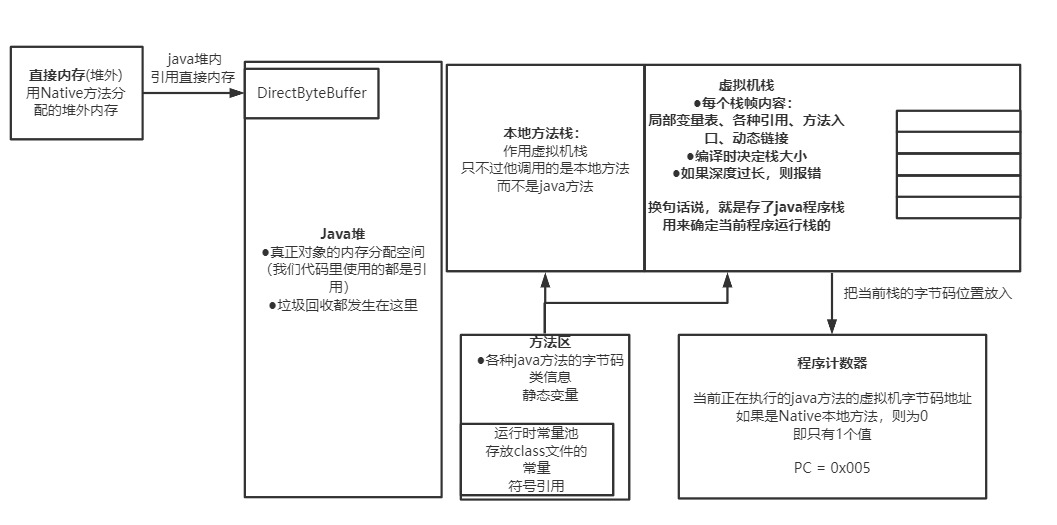 直接内存(堆外)
用Native方法分
配的堆外内存
java堆内
引用直接内存
DirectByteBuffer
Java堆
●真正对象的内存分配空间
（我们代码里使用的都是引
用）
●垃圾回收都发生在这里
本地方法栈：
作用虚拟机栈
只不过他调用的是本地方法
而不是java方法
虚拟机栈
●每个栈帧内容：
局部变量表、各种引用、方法入
口、动态链接
●编译时决定栈大小
●如果深度过长，则报错
换句话说，就是存了java程序栈
用来确定当前程序运行栈的
把当前栈的字节码位置放入
方法区
●各种java方法的字节码
类信息
静态变量
运行时常量池
存放class文件的
常量
符号引用
程序计数器
当前正在执行的java方法的虚拟机字节码地址
如果是Native本地方法，则为0
即只有1个值
PC = 0x005